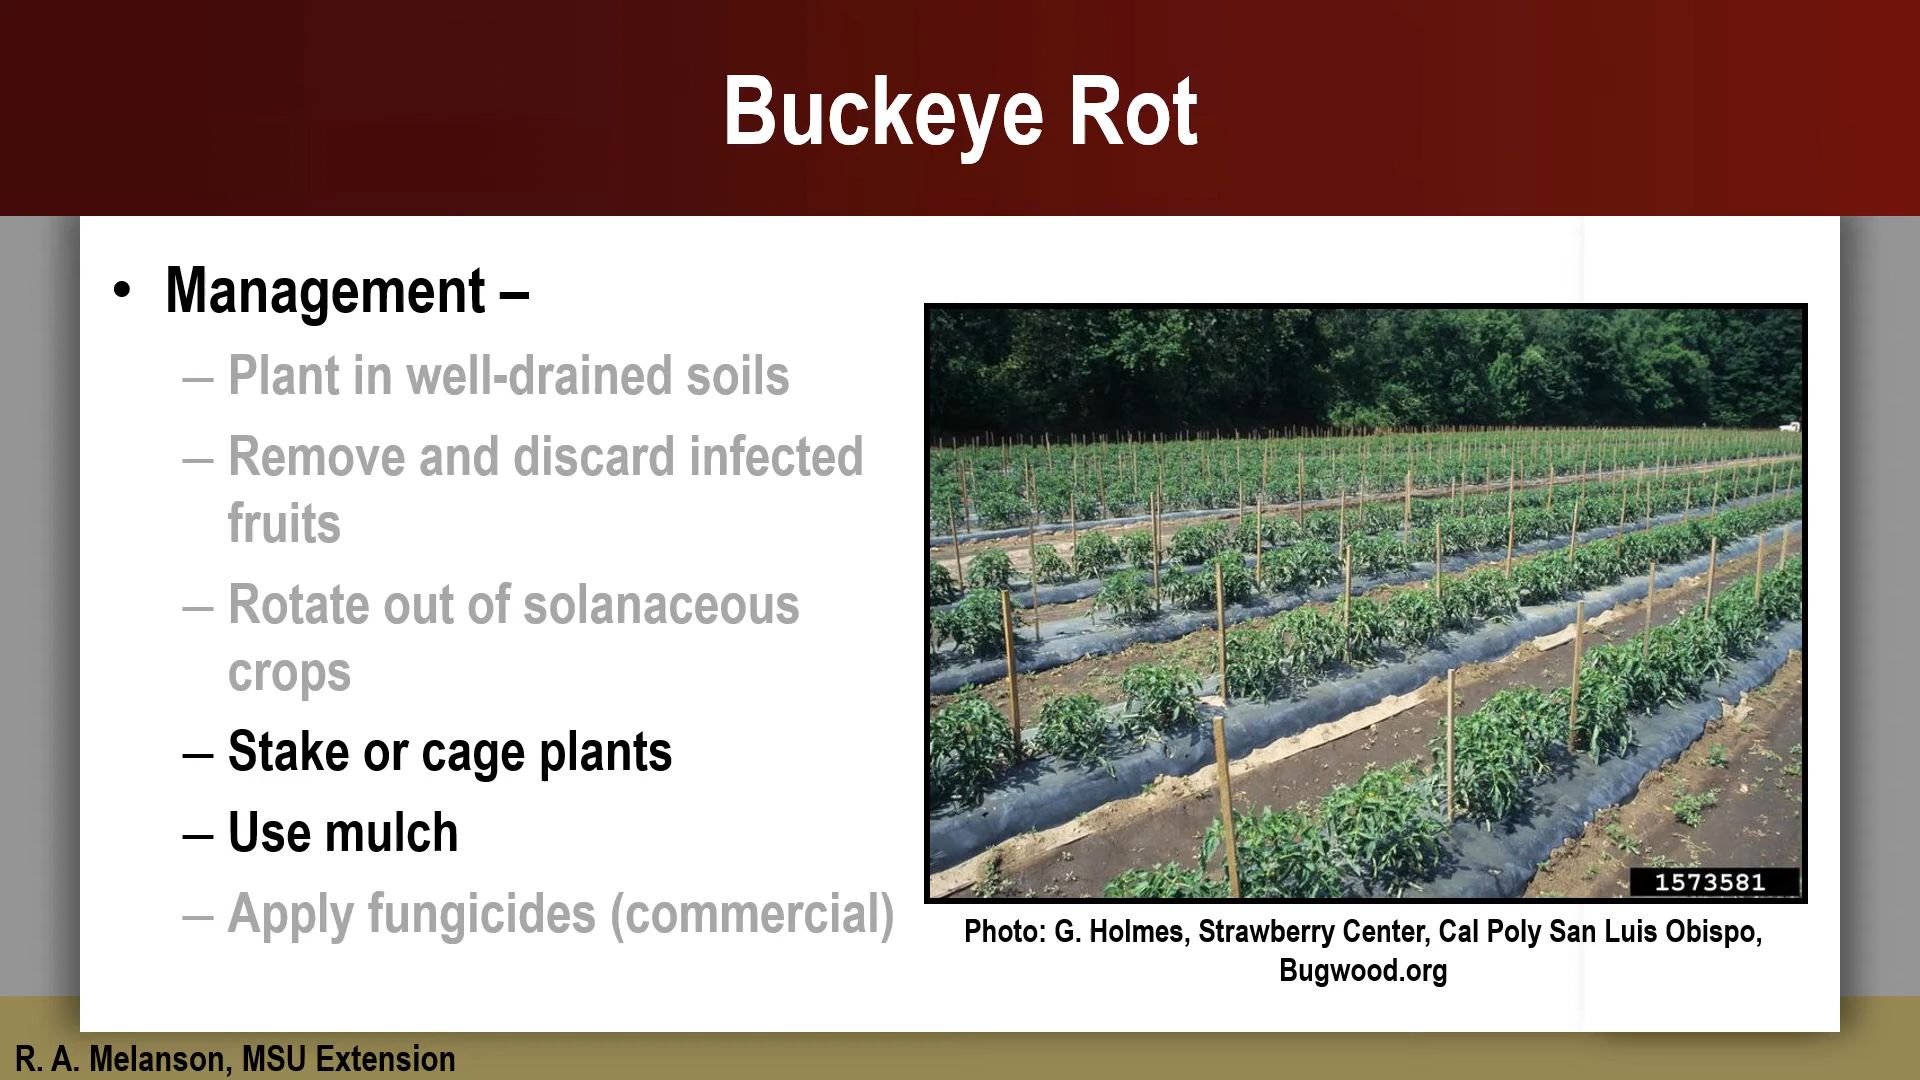 Buckeye Rot
• Management –
– Plant in well-drained soils
– Remove and discard infected
fruits
– Rotate out of solanaceous
crops
– Stake or cage plants
– Use mulch
– Apply fungicides (commercial)
1573581
Photo: G. Holmes, Strawberry Center, Cal Poly San Luis Obispo,
Bugwood.org
R. A. Melanson, MSU Extension